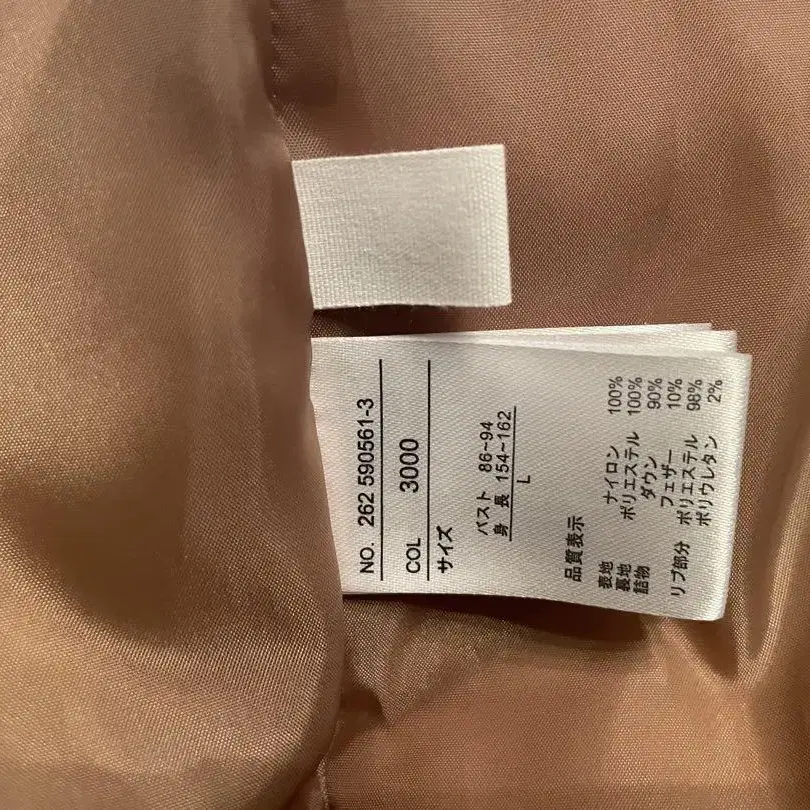 NO. 262 590561-3
COL 3000
サイズ
バスト 86~94
身 長 154~162
L
品質表示
表地 ナイロン 100%
裏地 ポリエステル 100%
詰物 ダウン 90%
フェザー 10%
リブ部分 ポリエステル 98%
ポリウレタン 2%